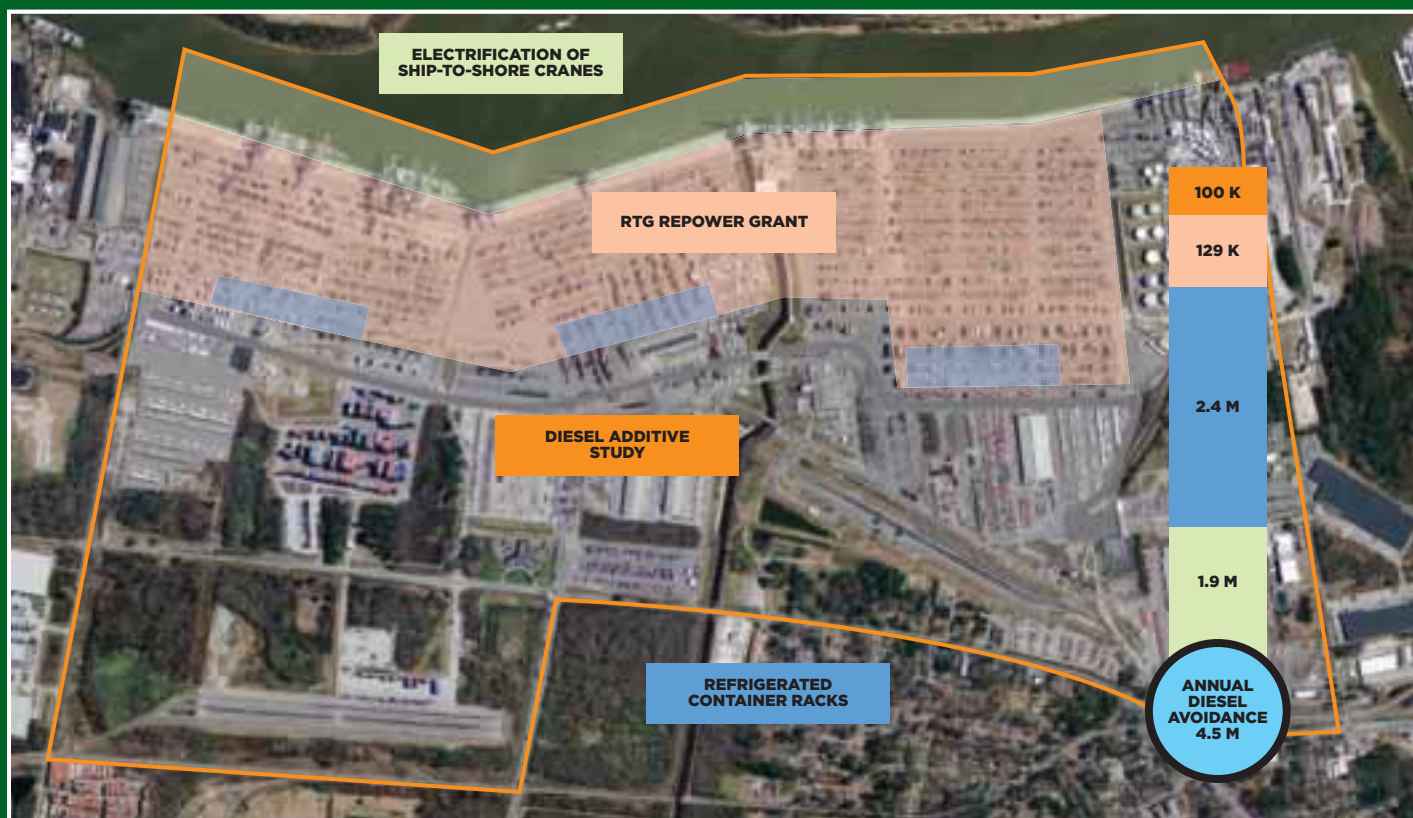 ELECTRIFICATION OF
SHIP-TO-SHORE CRANES
RTG REPOWER GRANT
DIESEL ADDITIVE
STUDY
REFRIGERATED
CONTAINER RACKS
100 K
129 K
2.4 M
1.9 M
ANNUAL
DIESEL
AVOIDANCE
4.5 M